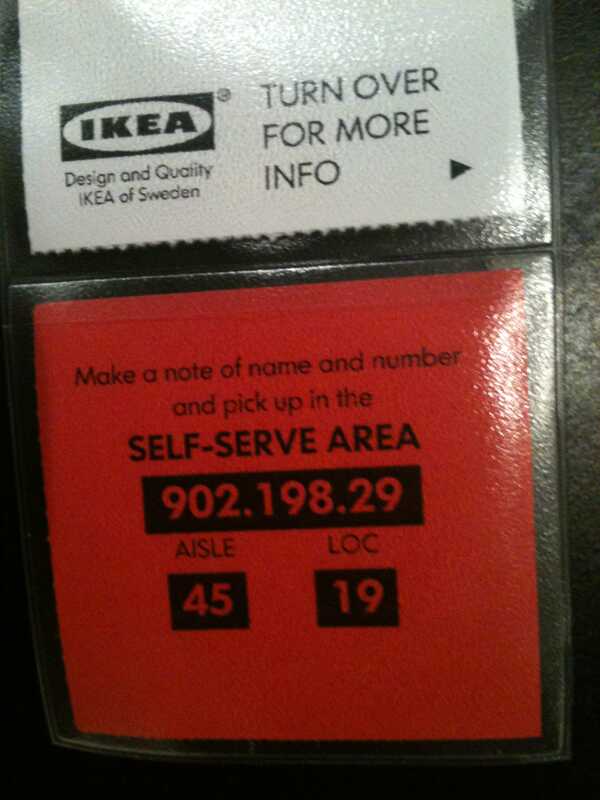 IKEA®
Design and Quality
IKEA of Sweden
TURN OVER
FOR MORE
INFO
Make a note of name and number
and pick up in the
SELF-SERVE AREA
902.198.29
AISLE LOC
45 19